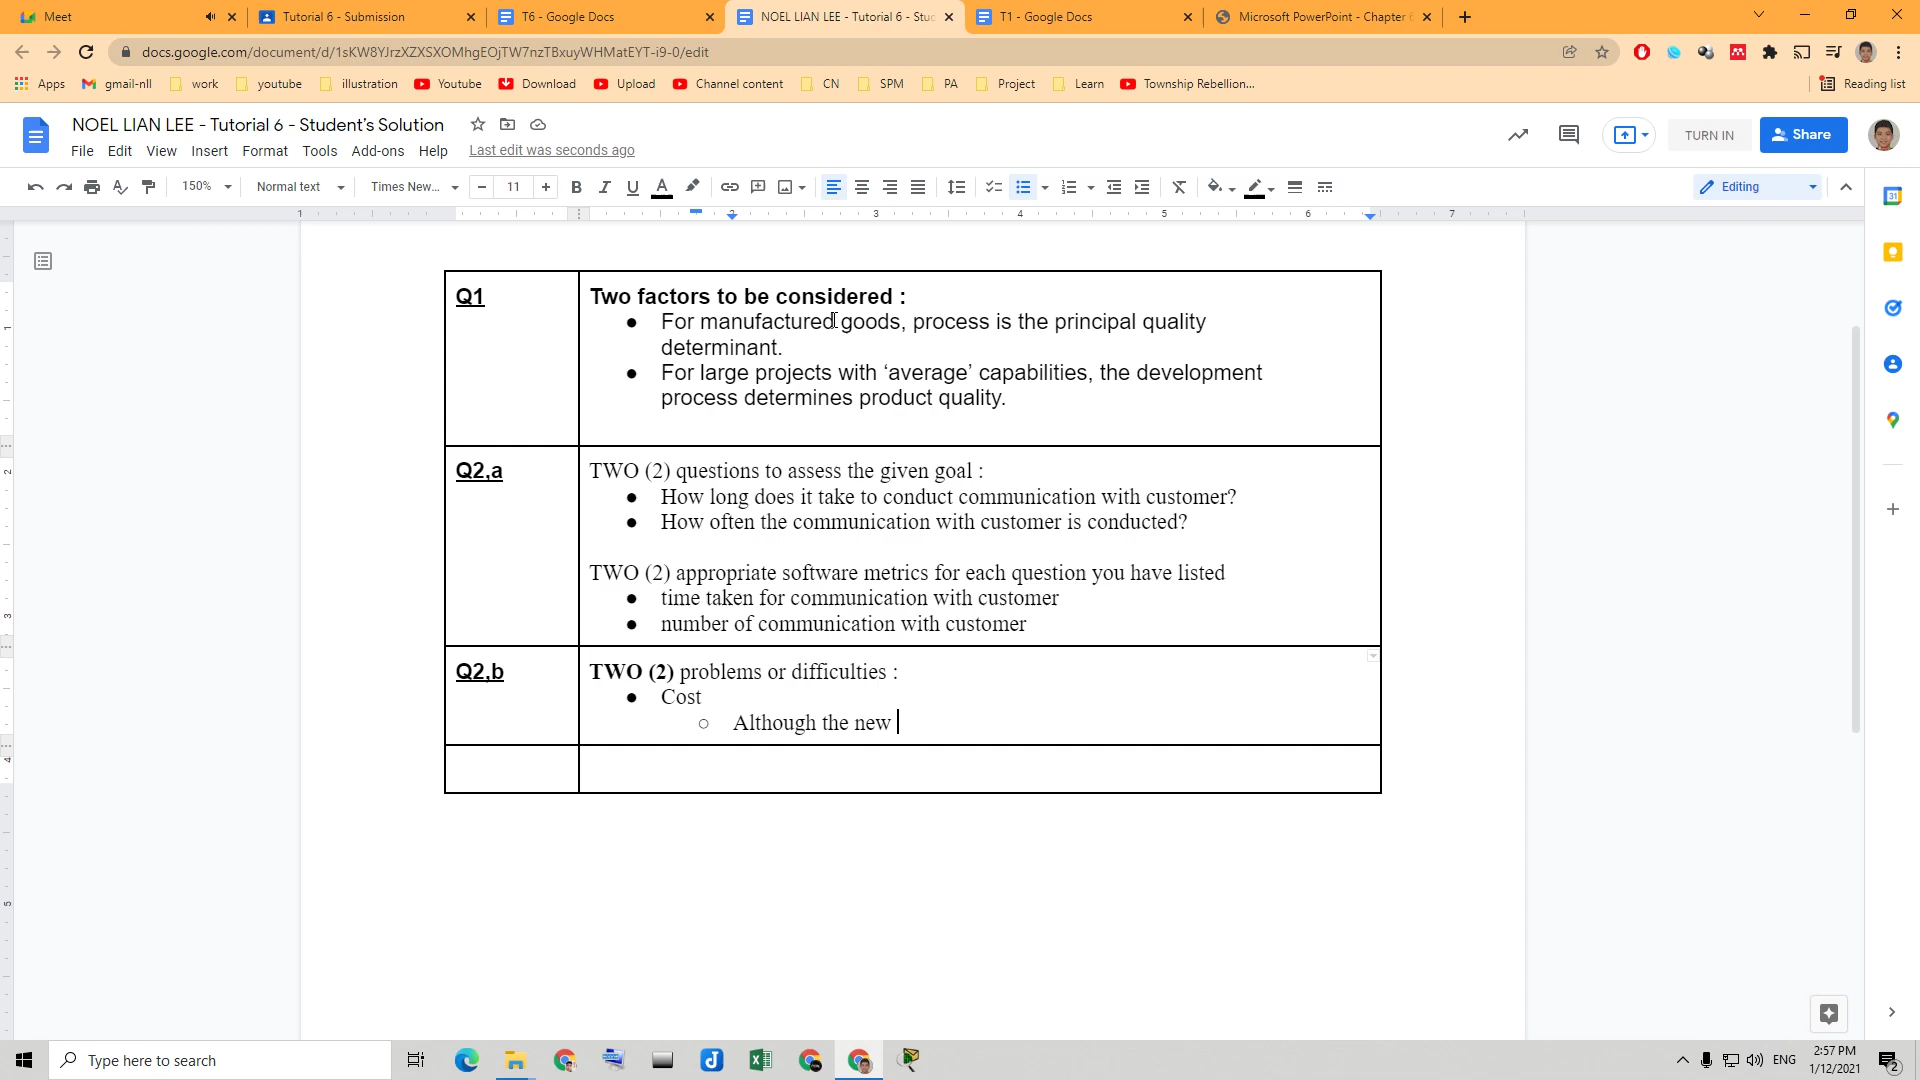 Meet
Tutorial 6 - Submission
T6 - Google Docs
NOEL LIAN LEE - Tutorial 6 - Stu
T1 - Google Docs
Microsoft PowerPoint - Chapter
docs.google.com/document/d/1sKW8YJrzXZXSXOMhgEOjTW7nzTBxuyWHMatEYT-i9-0/edit
Apps
gmail-nll
work
youtube
illustration
Youtube
Download
Upload
Channel content
CN
SPM
PA
Project
Learn
Township Rebellion...
Reading list
NOEL LIAN LEE - Tutorial 6 - Student's Solution
File Edit View Insert Format Tools Add-ons Help Last edit was seconds ago
TURN IN
Share
150%
Normal text
Times New...
11
Editing
1 2 3 4 5 6 7
Q1
Two factors to be considered :
● For manufactured goods, process is the principal quality
determinant.
● For large projects with ‘average’ capabilities, the development
process determines product quality.
Q2,a
TWO (2) questions to assess the given goal :
● How long does it take to conduct communication with customer?
● How often the communication with customer is conducted?
TWO (2) appropriate software metrics for each question you have listed
● time taken for communication with customer
● number of communication with customer
Q2,b
TWO (2) problems or difficulties :
● Cost
○ Although the new
Type here to search
ENG
2:57 PM
1/12/2021
2